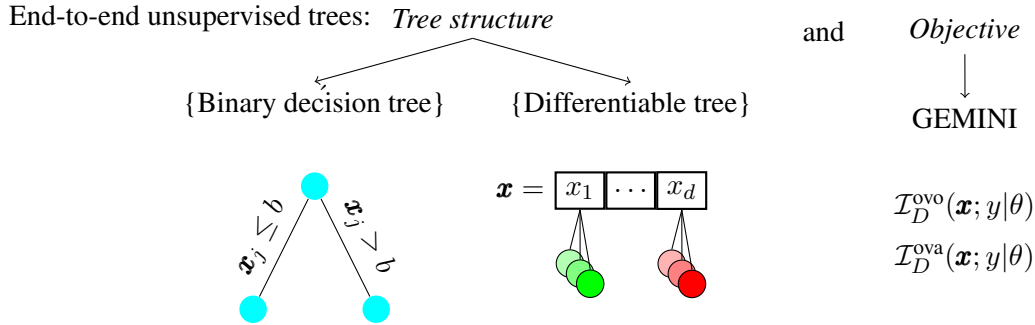 End-to-end unsupervised trees: Tree structure and Objective
{Binary decision tree} {Differentiable tree} GEMINI
x = x_1 ⋯ x_d
x_j ≤ b x_j > b
I_D^ovo(x; y|θ)
I_D^ova(x; y|θ)